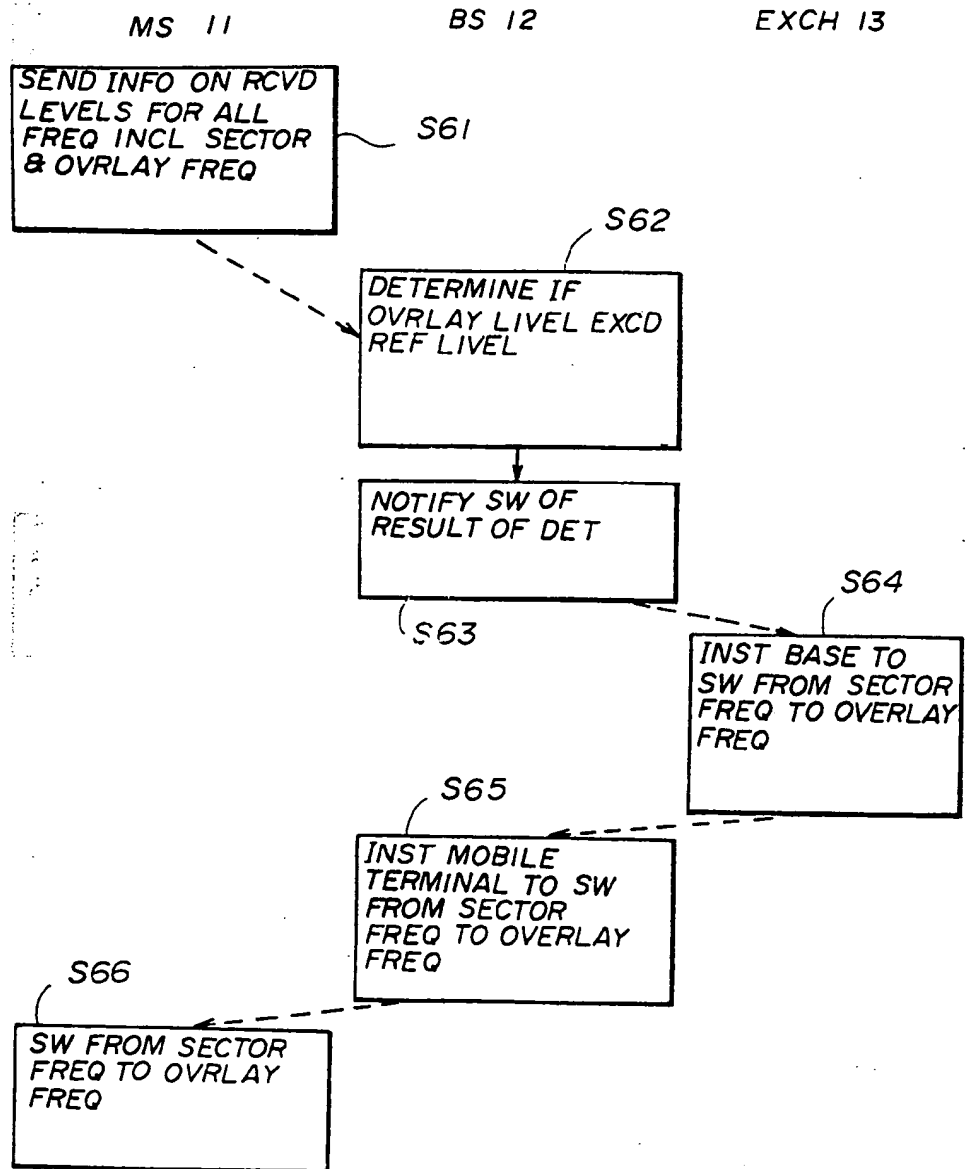 MS 11 BS 12 EXCH 13
SEND INFO ON RCVD
LEVELS FOR ALL
FREQ INCL SECTOR
& OVRLAY FREQ
S61
S62
DETERMINE IF
OVRLAY LIVEL EXCD
REF LIVEL
NOTIFY SW OF
RESULT OF DET
S63
S64
INST BASE TO
SW FROM SECTOR
FREQ TO OVERLAY
FREQ
S65
INST MOBILE
TERMINAL TO SW
FROM SECTOR
FREQ TO OVERLAY
FREQ
S66
SW FROM SECTOR
FREQ TO OVRLAY
FREQ